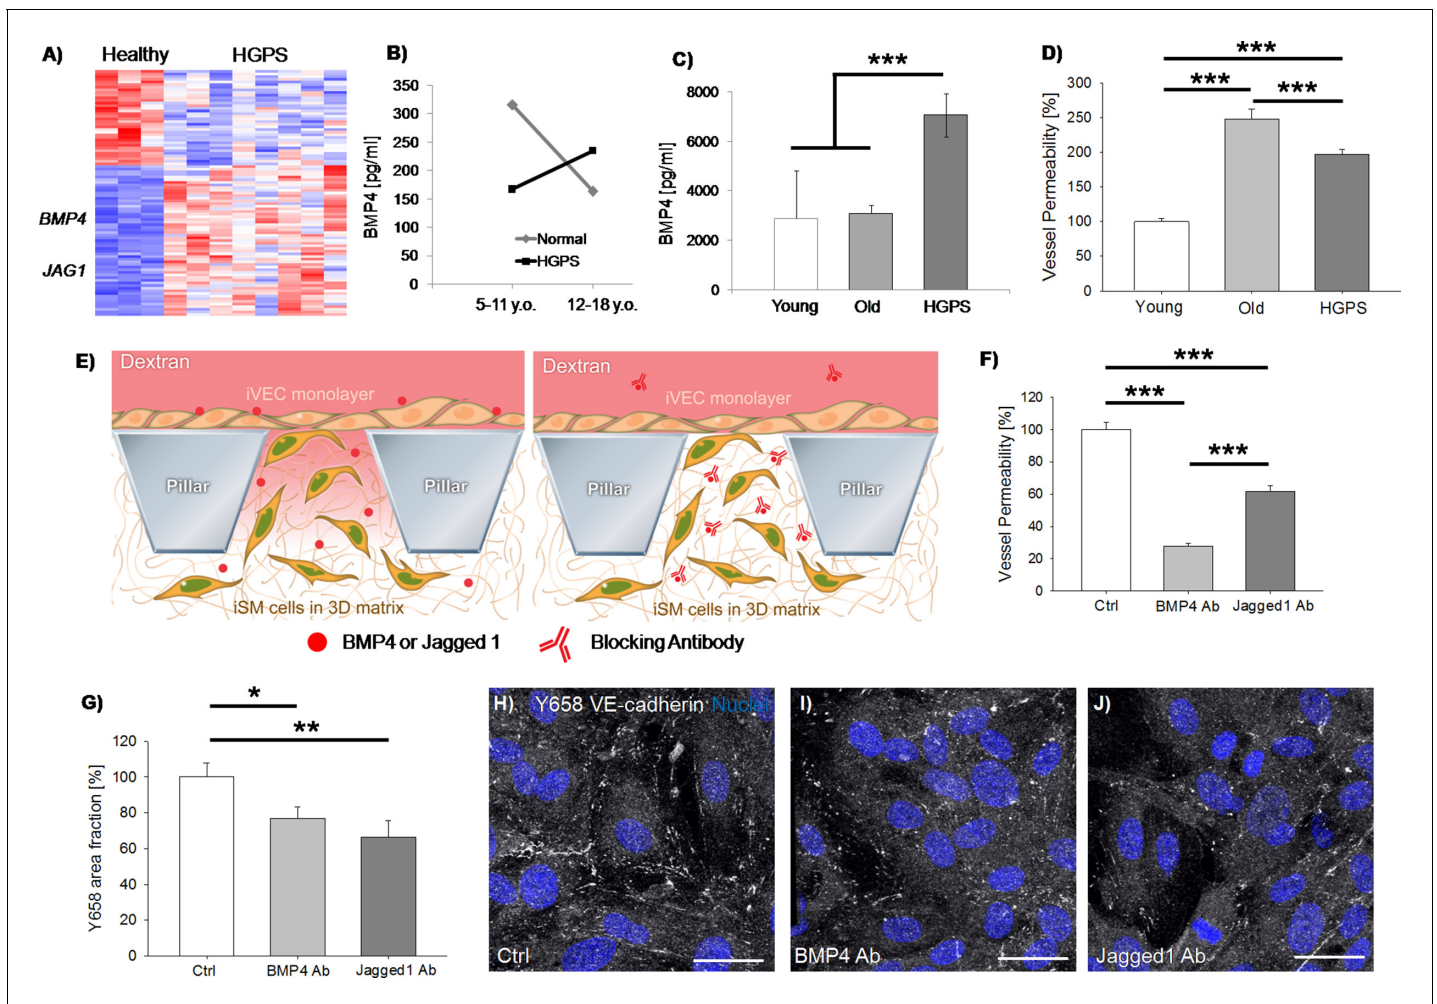 A)
Healthy HGPS
BMP4
JAG1
B)
BMP4 [pg/ml]
350
300
250
200
150
100
50
0
Normal
HGPS
5-11 y.o.
12-18 y.o.
C)
***
BMP4 [pg/ml]
8000
6000
4000
2000
0
Young Old HGPS
D)
***
***
***
Vessel Permeability [%]
300
250
200
150
100
50
0
Young Old HGPS
E)
Dextran
iVEC monolayer
Pillar
Pillar
iSM cells in 3D matrix
Dextran
iVEC monolayer
Pillar
Pillar
iSM cells in 3D matrix
BMP4 or Jagged 1
Blocking Antibody
F)
***
***
***
Vessel Permeability [%]
120
100
80
60
40
20
0
Ctrl BMP4 Ab Jagged1 Ab
G)
*
**
Y658 area fraction [%]
120
100
80
60
40
20
0
Ctrl BMP4 Ab Jagged1 Ab
H) Y658 VE-cadherin Nuclei
Ctrl
I)
BMP4 Ab
J)
Jagged1 Ab